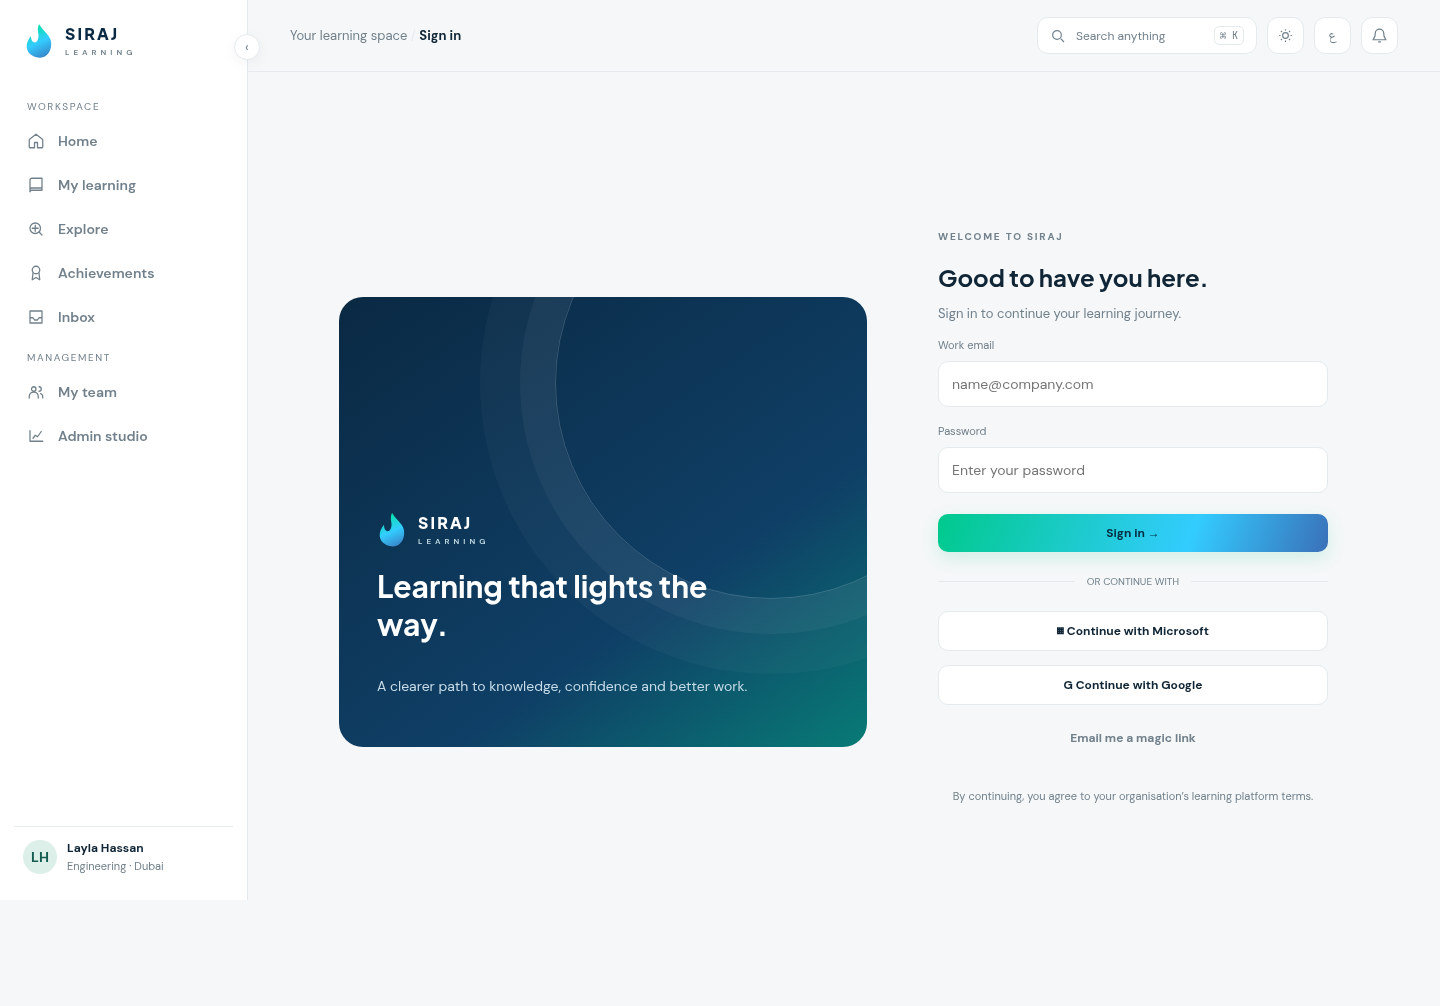 SIRAJ
LEARNING
‹
Your learning space / Sign in
Search anything
⌘ K
ع
WORKSPACE
Home
My learning
Explore
Achievements
Inbox
MANAGEMENT
My team
Admin studio
LH
Layla Hassan
Engineering · Dubai
SIRAJ
LEARNING
Learning that lights the
way.
A clearer path to knowledge, confidence and better work.
WELCOME TO SIRAJ
Good to have you here.
Sign in to continue your learning journey.
Work email
name@company.com
Password
Enter your password
Sign in →
OR CONTINUE WITH
⊞ Continue with Microsoft
G Continue with Google
Email me a magic link
By continuing, you agree to your organisation’s learning platform terms.